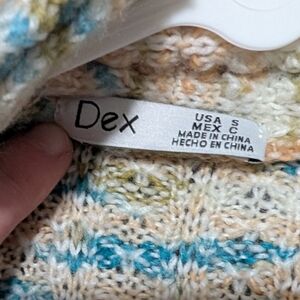 Dex
USA S
MEX C
MADE IN CHINA
HECHO EN CHINA